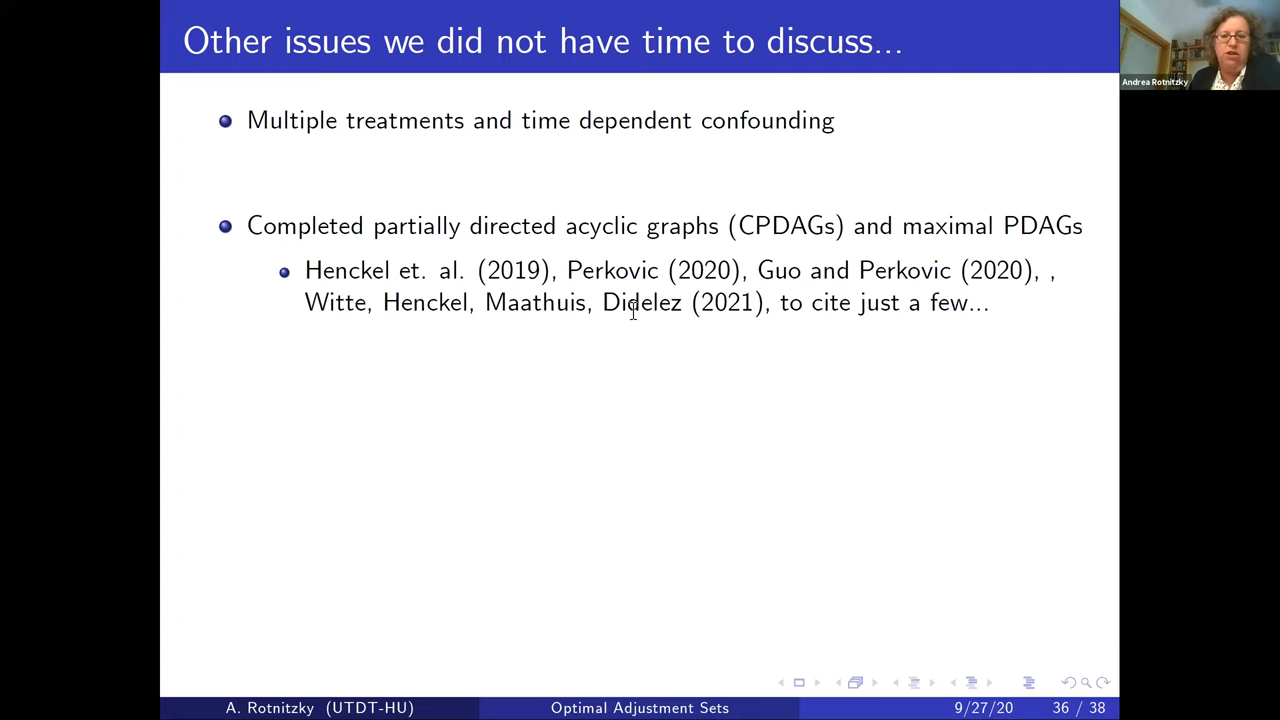 Other issues we did not have time to discuss...
Andrea Rotnitzky
Multiple treatments and time dependent confounding
Completed partially directed acyclic graphs (CPDAGs) and maximal PDAGs
Henckel et. al. (2019), Perkovic (2020), Guo and Perkovic (2020), ,
Witte, Henckel, Maathuis, Didelez (2021), to cite just a few...
A. Rotnitzky (UTDT-HU)
Optimal Adjustment Sets
9/27/20
36 / 38